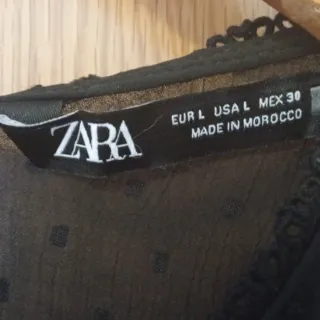 ZARA
EUR L USA L MEX 30
MADE IN MOROCCO